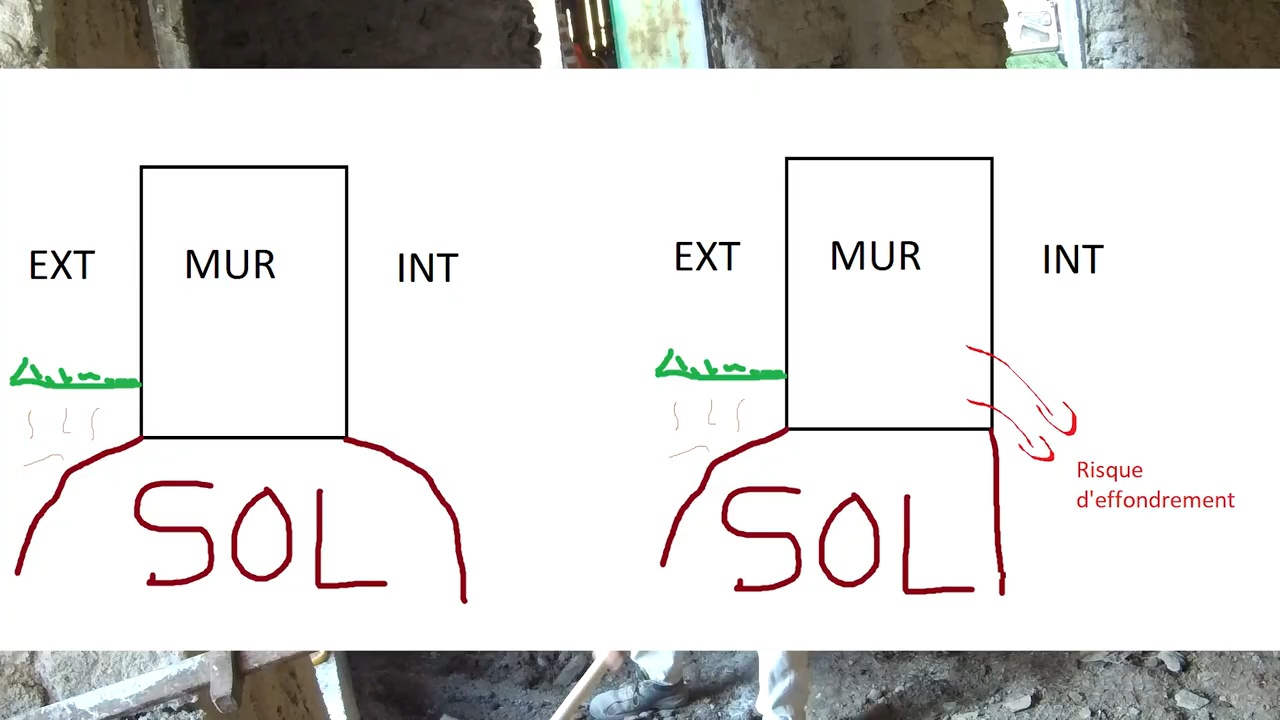 EXT
MUR
INT
SOL
EXT
MUR
INT
Risque
d'effondrement
SOL